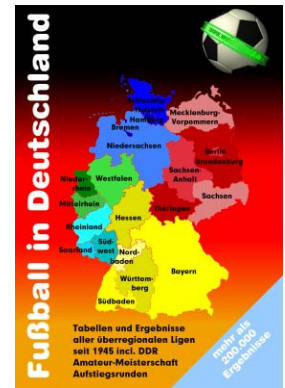 Fußball in Deutschland
Schleswig-
Holstein
Hamburg
Mecklenburg-
Vorpommern
Bremen
Niedersachsen
Berlin
Brandenburg
Sachsen-
Anhalt
Westfalen
Nieder-
rhein
Mittelrhein
Sachsen
Thüringen
Hessen
Rheinland
Saarland
Süd-
west
Nord-
baden
Württem-
berg
Bayern
Südbaden
Tabellen und Ergebnisse
aller überregionalen Ligen
seit 1945 incl. DDR
Amateur-Meisterschaft
Aufstiegsrunden
mehr als
200.000
Ergebnisse